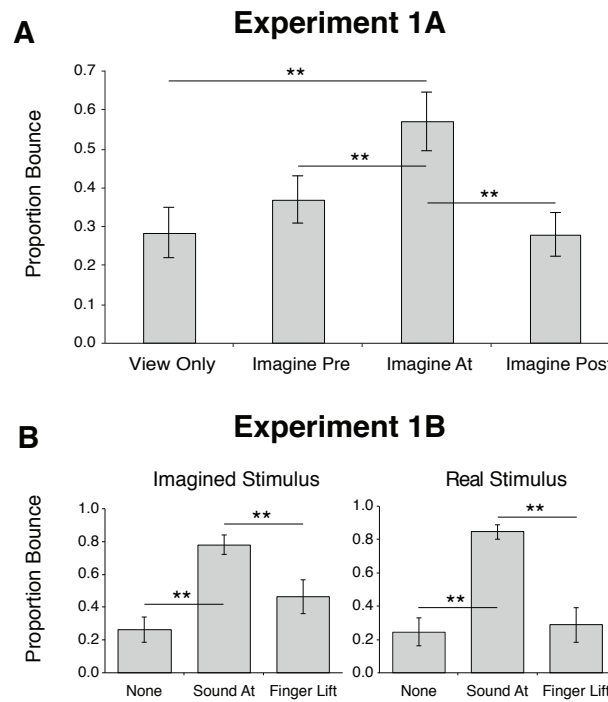 A
Experiment 1A
Proportion Bounce
0.7
0.6
0.5
0.4
0.3
0.2
0.1
0.0
**
**
**
View Only Imagine Pre Imagine At Imagine Post
B
Experiment 1B
Imagined Stimulus Real Stimulus
Proportion Bounce
1.0
0.8
0.6
0.4
0.2
0.0
**
**
None Sound At Finger Lift
1.0
0.8
0.6
0.4
0.2
0.0
**
**
None Sound At Finger Lift